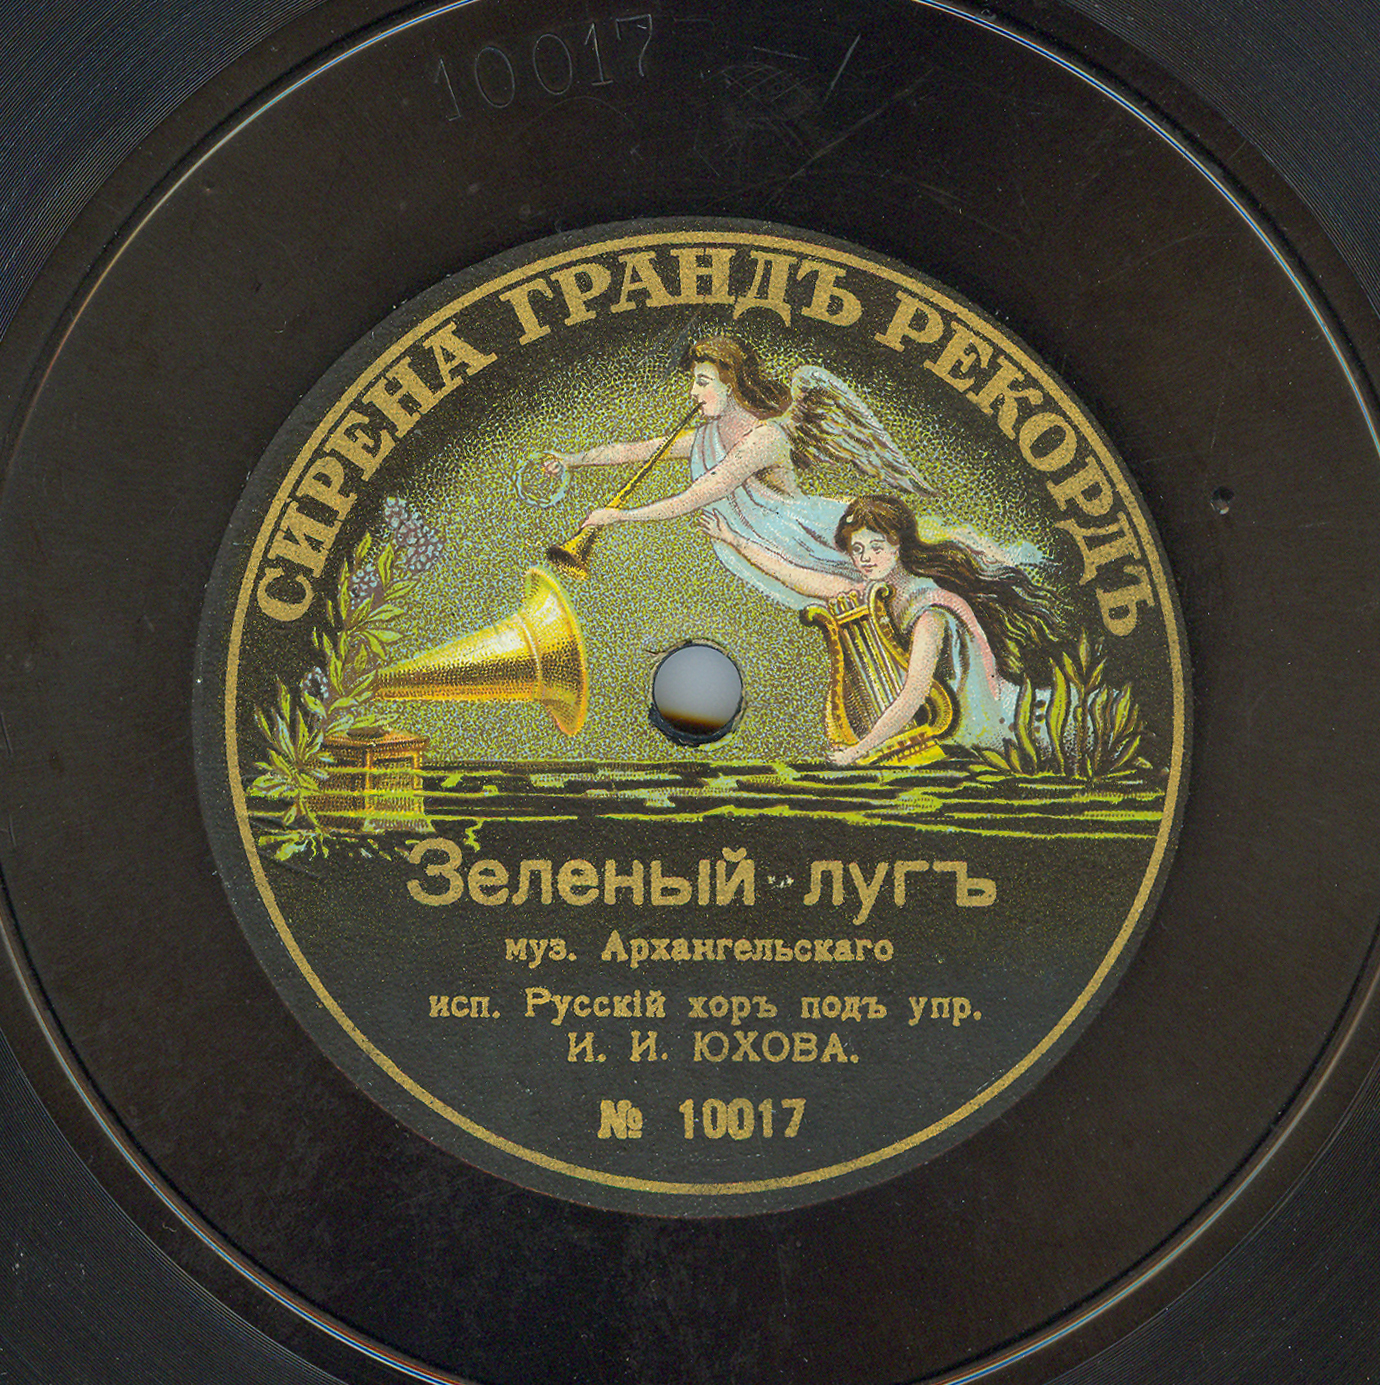 10017
СИРЕНА ГРАНДЪ РЕКОРДЪ
Зеленый лугъ
муз. Архангельскаго
исп. Русскій хоръ подъ упр.
И. И. ЮХОВА.
№ 10017